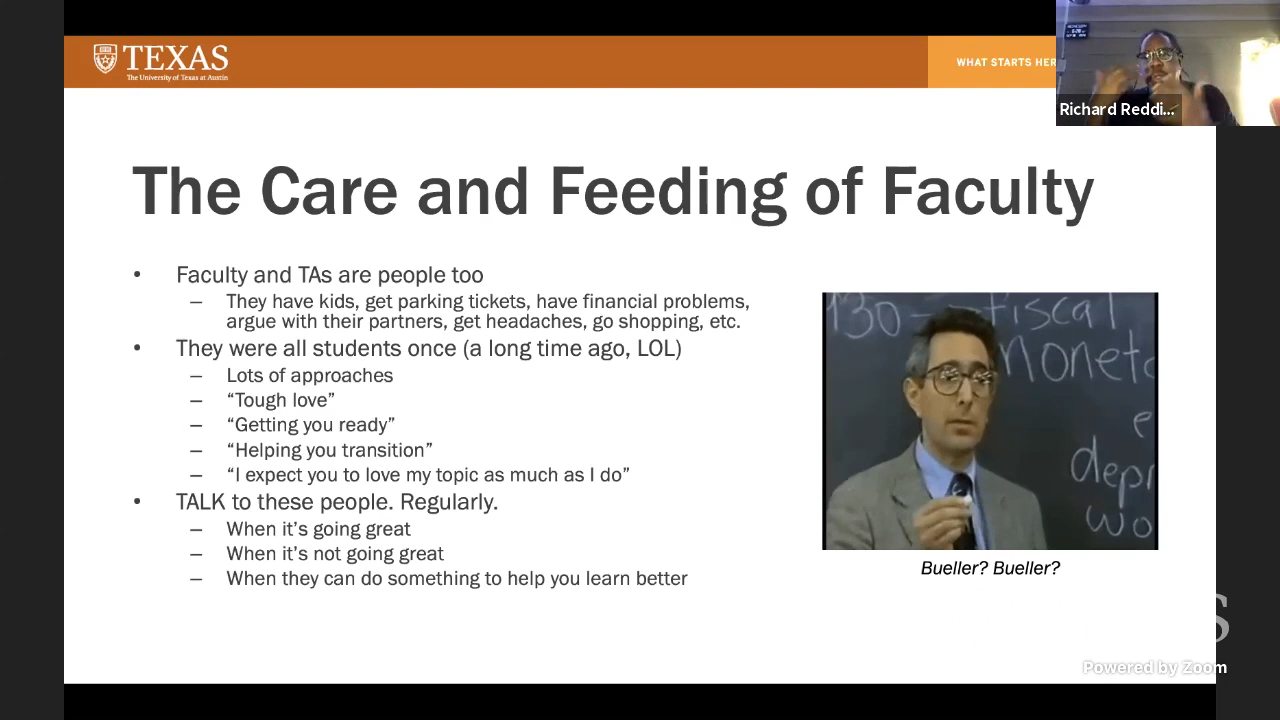 TEXAS
The University of Texas at Austin
WHAT STARTS HER
Richard Reddi...
The Care and Feeding of Faculty
• Faculty and TAs are people too
– They have kids, get parking tickets, have financial problems,
argue with their partners, get headaches, go shopping, etc.
• They were all students once (a long time ago, LOL)
– Lots of approaches
– “Tough love”
– “Getting you ready”
– “Helping you transition”
– “I expect you to love my topic as much as I do”
• TALK to these people. Regularly.
– When it’s going great
– When it’s not going great
– When they can do something to help you learn better
130 – fiscal
monet
depr
wo
Bueller? Bueller?
S
Powered by Zoom